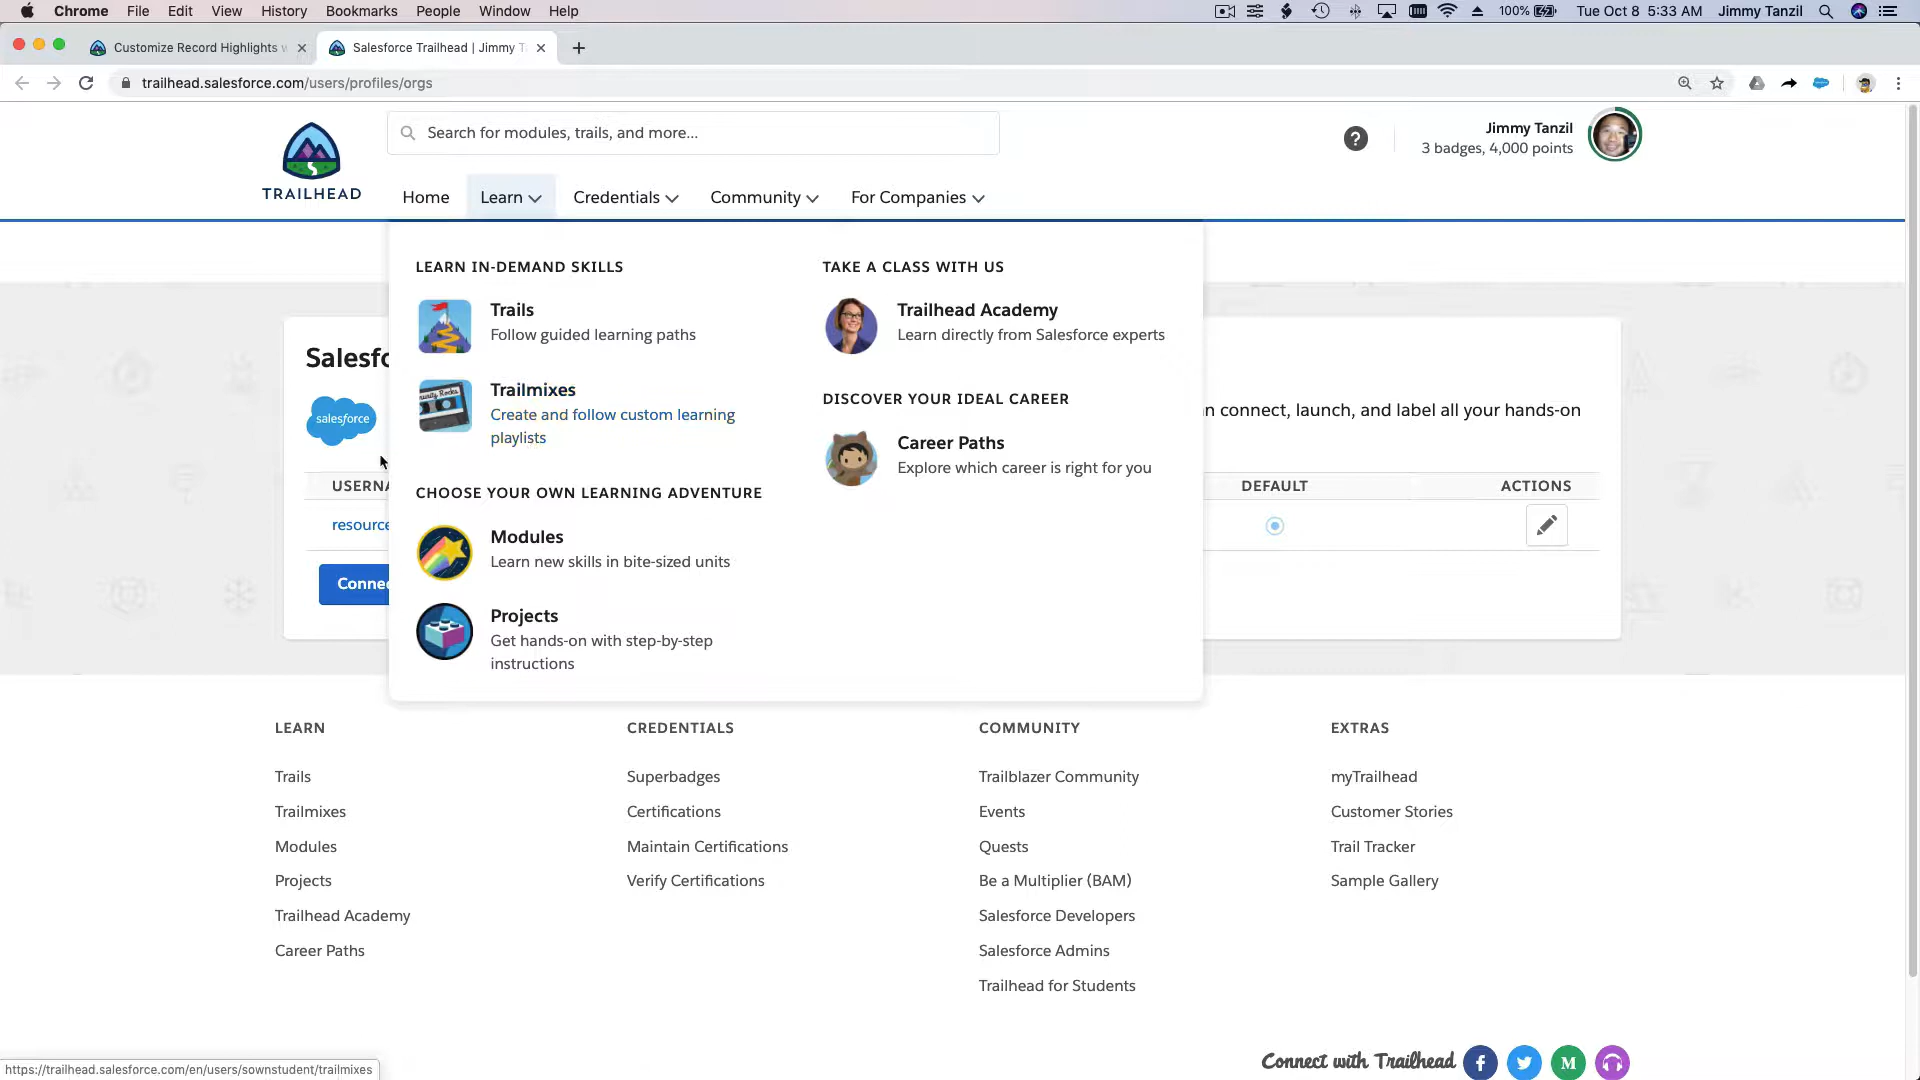 Chrome File Edit View History Bookmarks People Window Help
100% Tue Oct 8 5:33 AM Jimmy Tanzil
Customize Record Highlights
Salesforce Trailhead | Jimmy T
trailhead.salesforce.com/users/profiles/orgs
TRAILHEAD
Search for modules, trails, and more...
?
Jimmy Tanzil
3 badges, 4,000 points
Home Learn Credentials Community For Companies
LEARN IN-DEMAND SKILLS
Trails
Follow guided learning paths
Trailmixes
Create and follow custom learning
playlists
CHOOSE YOUR OWN LEARNING ADVENTURE
Modules
Learn new skills in bite-sized units
Projects
Get hands-on with step-by-step
instructions
TAKE A CLASS WITH US
Trailhead Academy
Learn directly from Salesforce experts
DISCOVER YOUR IDEAL CAREER
Career Paths
Explore which career is right for you
Salesfo
salesforce
n connect, launch, and label all your hands-on
USERNA DEFAULT ACTIONS
resource
Connec
LEARN
Trails
Trailmixes
Modules
Projects
Trailhead Academy
Career Paths
CREDENTIALS
Superbadges
Certifications
Maintain Certifications
Verify Certifications
COMMUNITY
Trailblazer Community
Events
Quests
Be a Multiplier (BAM)
Salesforce Developers
Salesforce Admins
Trailhead for Students
EXTRAS
myTrailhead
Customer Stories
Trail Tracker
Sample Gallery
Connect with Trailhead
https://trailhead.salesforce.com/en/users/sownstudent/trailmixes